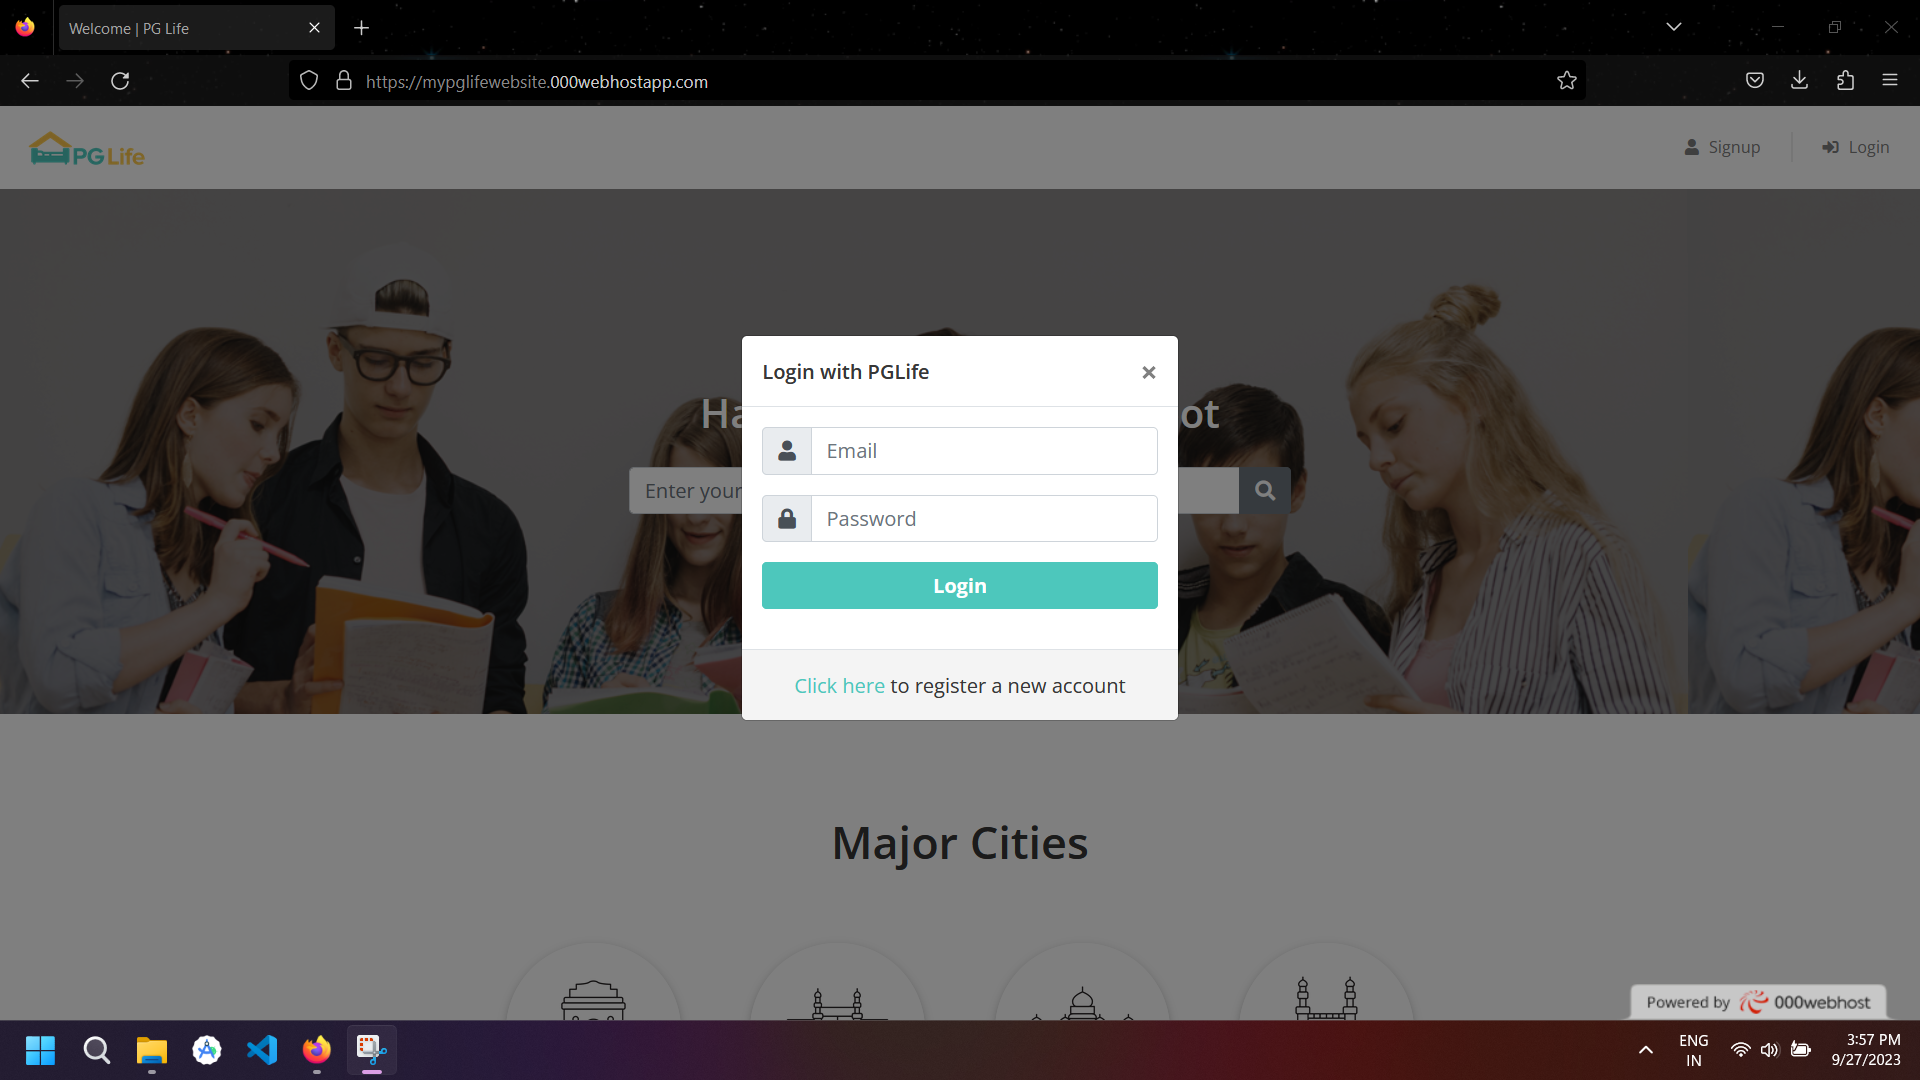 Welcome | PG Life
https://mypglifewebsite.000webhostapp.com
PG Life
Signup
Login
Ha
ot
Enter your
Login with PGLife
×
Email
Password
Login
Click here to register a new account
Major Cities
Powered by 000webhost
ENG
IN
3:57 PM
9/27/2023